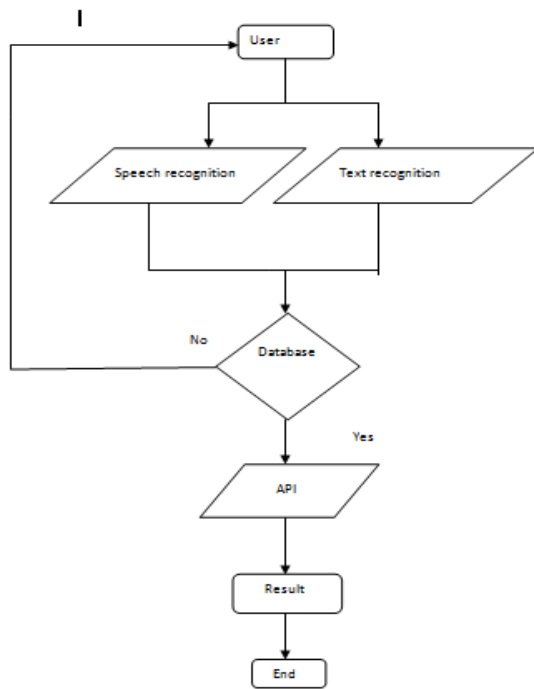 I
User
Speech recognition
Text recognition
No
Database
Yes
API
Result
End